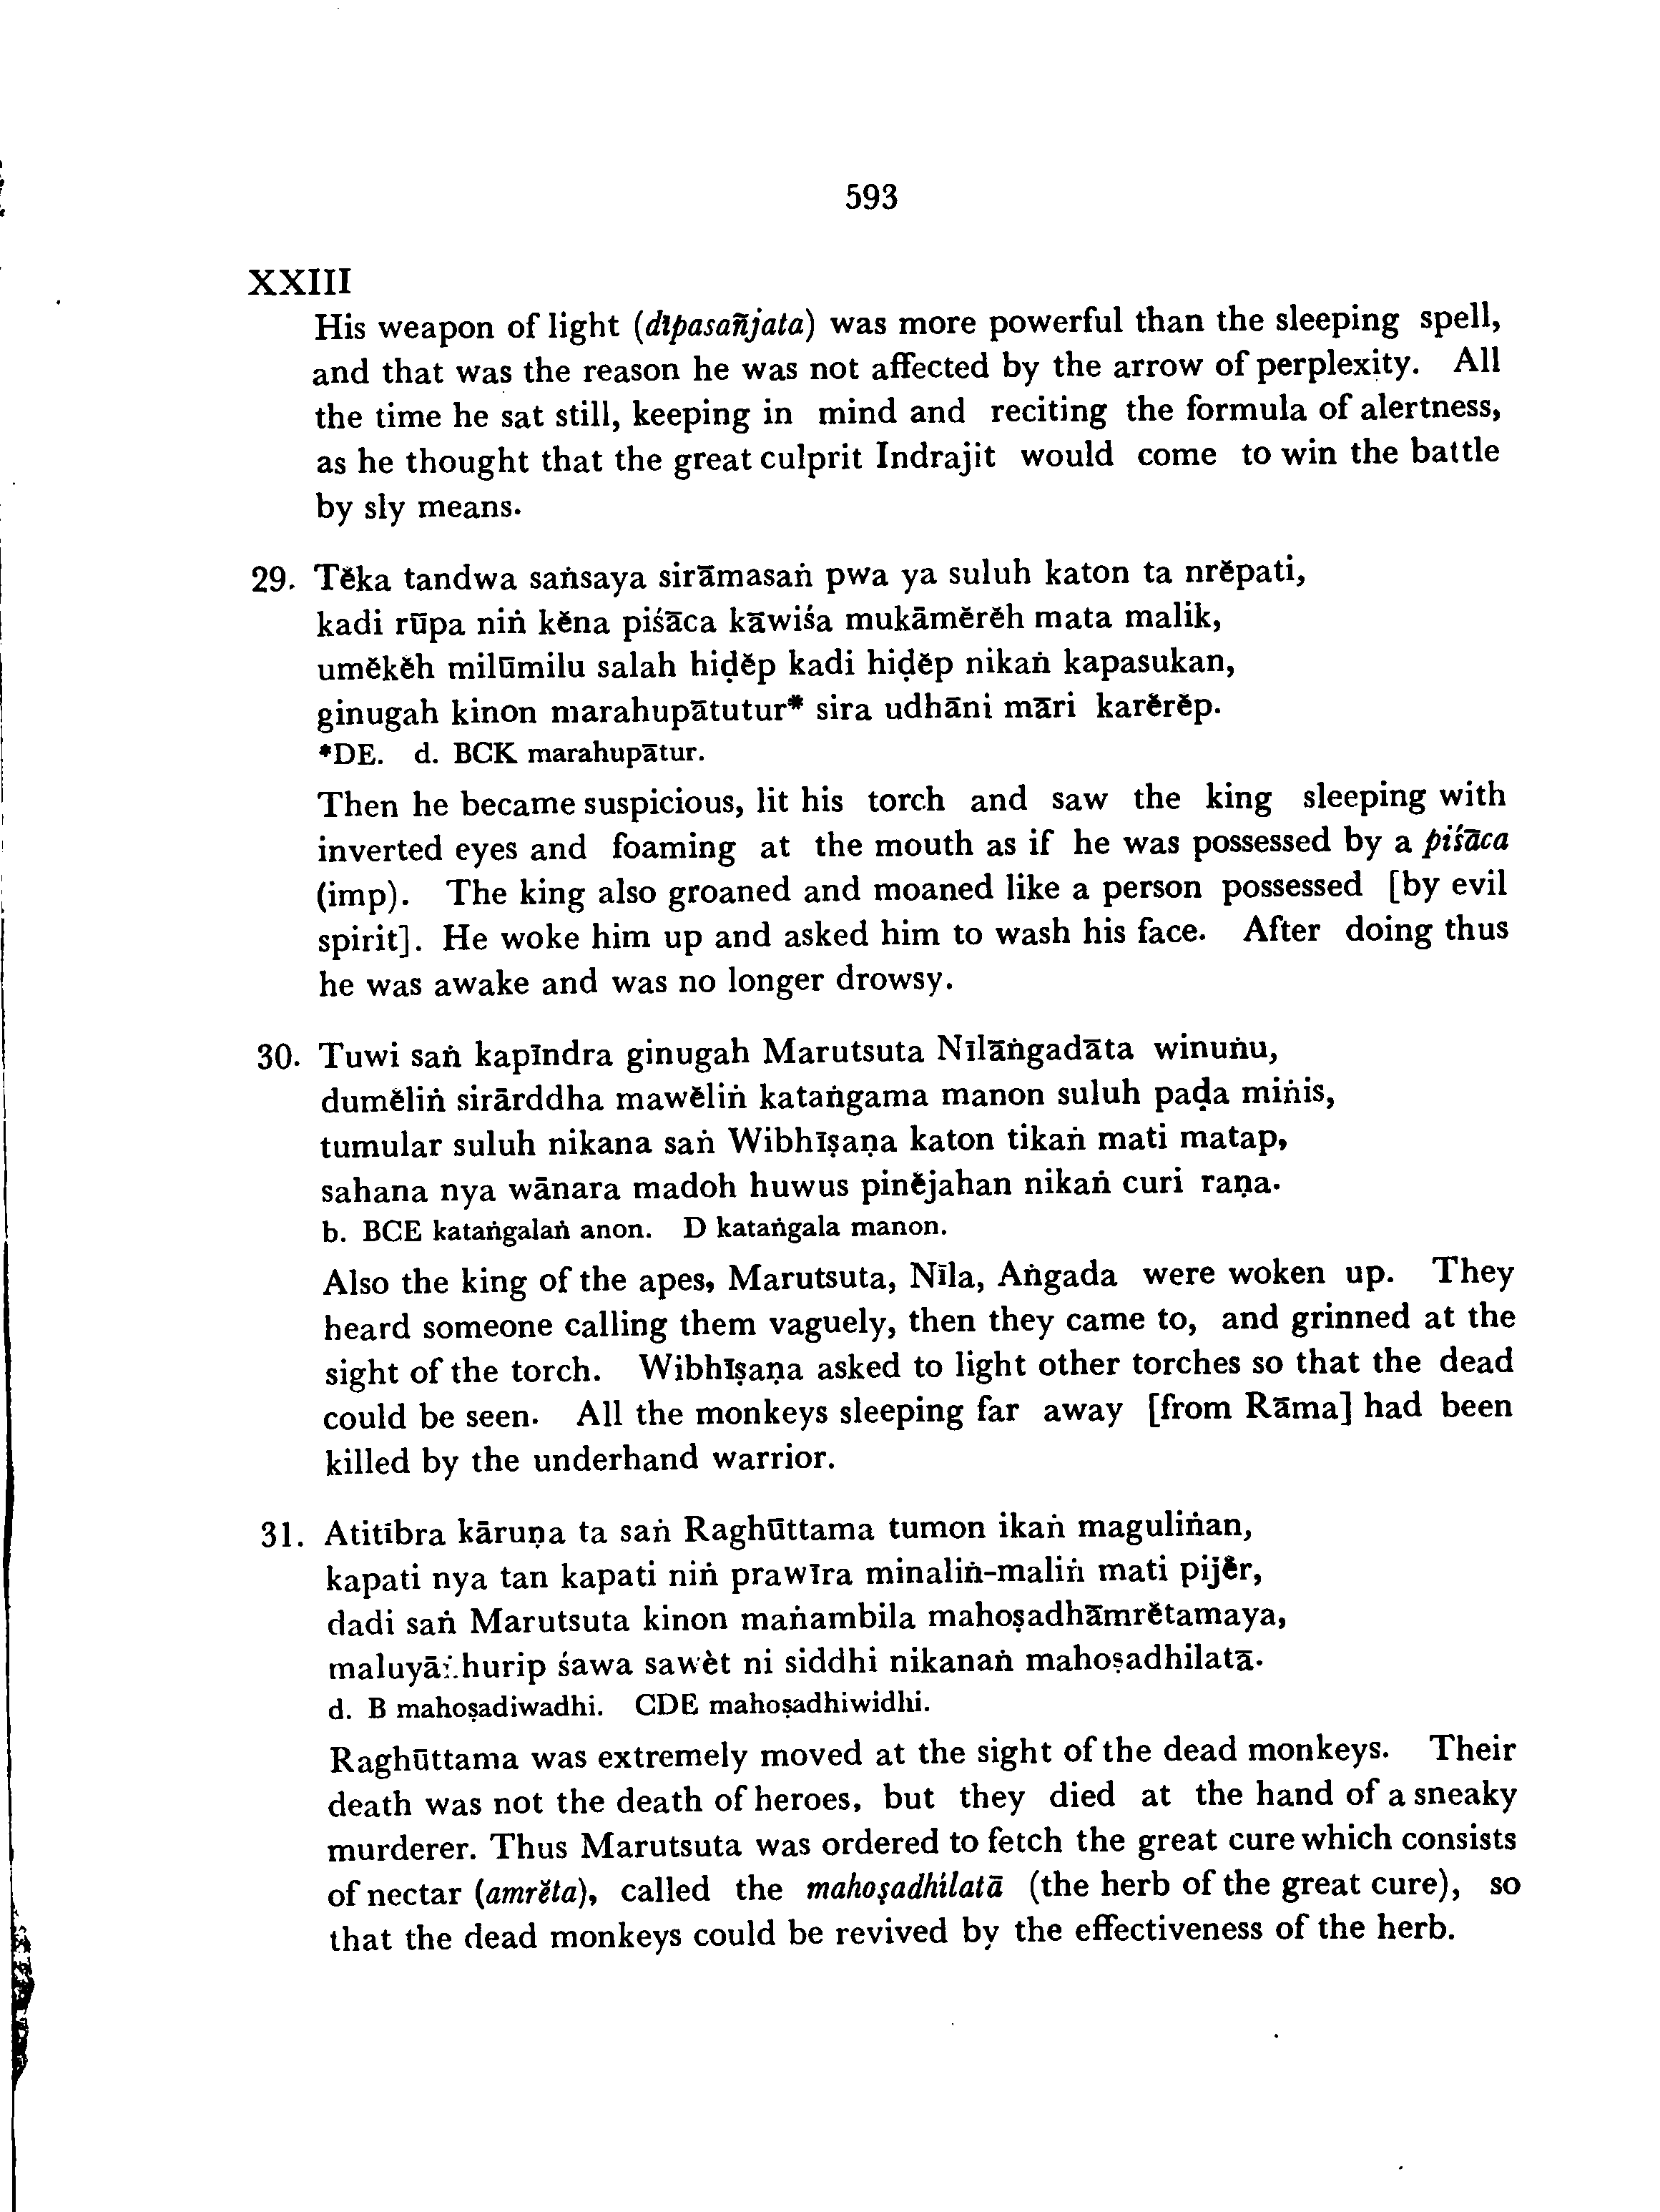 593
XXIII
His weapon of light (dīpasañjata) was more powerful than the sleeping spell,
and that was the reason he was not affected by the arrow of perplexity. All
the time he sat still, keeping in mind and reciting the formula of alertness,
as he thought that the great culprit Indrajit would come to win the battle
by sly means.
29. Tĕka tandwa saṅsaya sirāmasaṅ pwa ya suluh katon ta nrĕpati,
kadi rūpa niṅ kĕna piśāca kāwiśa mukāmĕrĕh mata malik,
umĕkĕh milūmilu salah hiḍĕp kadi hiḍĕp nikaṅ kapasukan,
ginugah kinon marahupātutur* sira udhāni māri karĕrĕp.
*DE. d. BCK marahupātur.
Then he became suspicious, lit his torch and saw the king sleeping with
inverted eyes and foaming at the mouth as if he was possessed by a piśāca
(imp). The king also groaned and moaned like a person possessed [by evil
spirit]. He woke him up and asked him to wash his face. After doing thus
he was awake and was no longer drowsy.
30. Tuwi saṅ kapīndra ginugah Marutsuta Nīlāṅgadāta winuṅu,
dumĕliṅ sirārddha mawĕliṅ kataṅgama manon suluh paḍa miṅis,
tumular suluh nikana saṅ Wibhīṣaṇa katon tikaṅ mati matap,
sahana nya wānara madoh huwus pinĕjahan nikaṅ curi raṇa.
b. BCE kataṅgalaṅ anon. D kataṅgala manon.
Also the king of the apes, Marutsuta, Nīla, Aṅgada were woken up. They
heard someone calling them vaguely, then they came to, and grinned at the
sight of the torch. Wibhīṣaṇa asked to light other torches so that the dead
could be seen. All the monkeys sleeping far away [from Rāma] had been
killed by the underhand warrior.
31. Atitibra kāruṇa ta saṅ Raghūttama tumon ikaṅ maguliṅan,
kapati nya tan kapati niṅ prawīra minaliṅ-maliṅ mati pijĕr,
dadi saṅ Marutsuta kinon maṅambila mahoṣadhāmrĕtamaya,
hurip śawa sawèt ni siddhi nikanaṅ mahoṣadhilatā.
d. B mahoṣadiwadhi. CDE mahoṣadhiwidhi.
Raghūttama was extremely moved at the sight of the dead monkeys. Their
death was not the death of heroes, but they died at the hand of a sneaky
murderer. Thus Marutsuta was ordered to fetch the great cure which consists
of nectar (amrĕta), called the mahoṣadhilatā (the herb of the great cure), so
that the dead monkeys could be revived by the effectiveness of the herb.